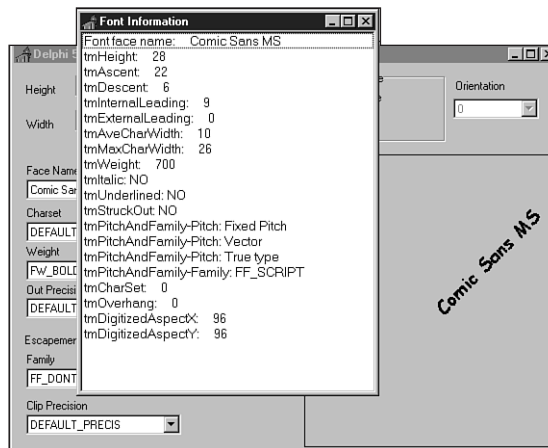 Font Information
Font face name: Comic Sans MS
tmHeight: 28
tmAscent: 22
tmDescent: 6
tmInternalLeading: 9
tmExternalLeading: 0
tmAveCharWidth: 10
tmMaxCharWidth: 26
tmWeight: 700
tmItalic: NO
tmUnderlined: NO
tmStruckOut: NO
tmPitchAndFamily-Pitch: Fixed Pitch
tmPitchAndFamily-Pitch: Vector
tmPitchAndFamily-Pitch: True type
tmPitchAndFamily-Family: FF_SCRIPT
tmCharSet: 0
tmOverhang: 0
tmDigitizedAspectX: 96
tmDigitizedAspectY: 96
Delphi
Height
Width
Face Name
Comic Sa
Charset
DEFAULT
Weight
FW_BOLD
Out Precisi
DEFAULT
Escapemen
Family
FF_DONT
Clip Precision
DEFAULT_PRECIS
Orientation
0
Comic Sans MS